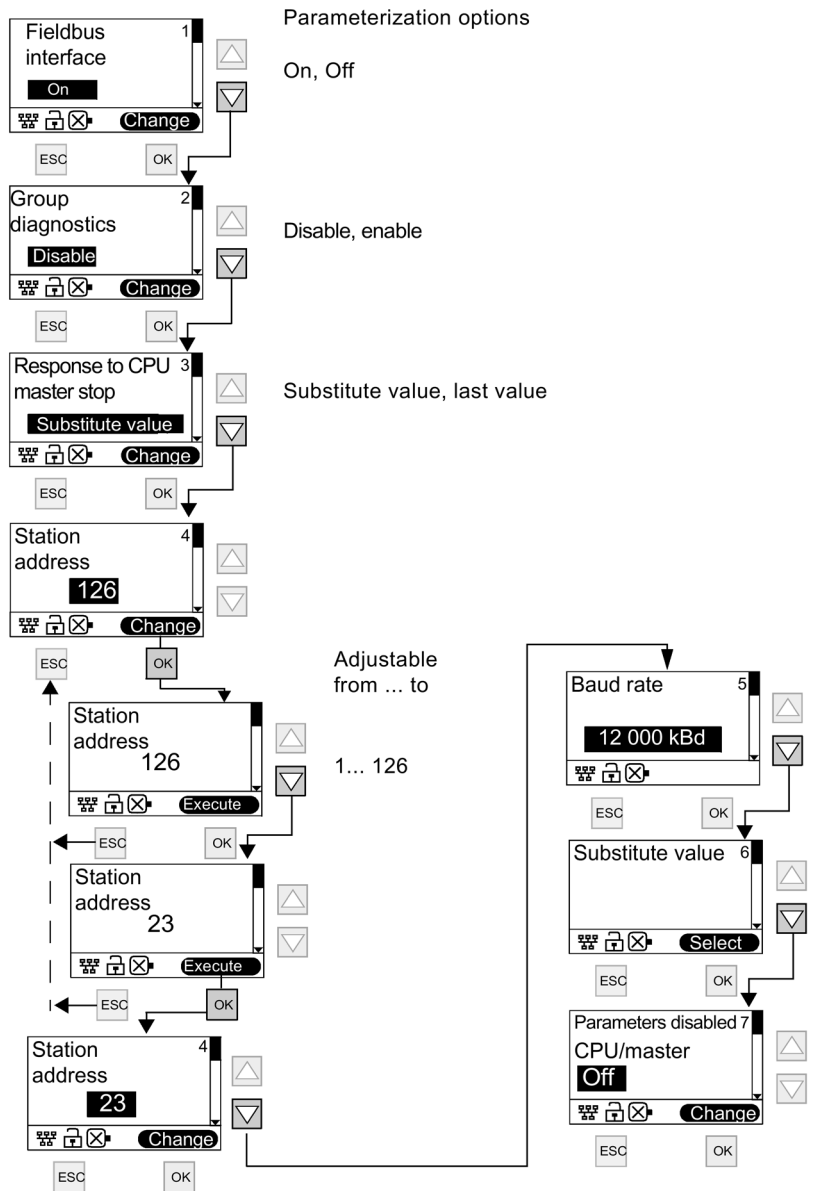 Parameterization options
Fieldbus 1
interface
On
Change
On, Off
ESC OK
Group 2
diagnostics
Disable
Change
Disable, enable
ESC OK
Response to CPU 3
master stop
Substitute value
Change
Substitute value, last value
ESC OK
Station 4
address
126
Change
ESC OK
Adjustable
from ... to
Station
address
126
Execute
1... 126
ESC OK
Station
address
23
Execute
ESC OK
Station 4
address
23
Change
ESC OK
Baud rate 5
12 000 kBd
ESC OK
Substitute value 6
Select
ESC OK
Parameters disabled 7
CPU/master
Off
Change
ESC OK